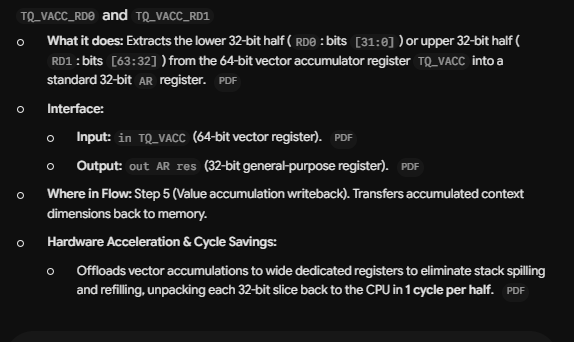 TQ_VACC_RD0 and TQ_VACC_RD1
What it does: Extracts the lower 32-bit half ( RD0 : bits [31:0] ) or upper 32-bit half (
RD1 : bits [63:32] ) from the 64-bit vector accumulator register TQ_VACC into a
standard 32-bit AR register. PDF
Interface:
Input: in TQ_VACC (64-bit vector register). PDF
Output: out AR res (32-bit general-purpose register). PDF
Where in Flow: Step 5 (Value accumulation writeback). Transfers accumulated context
dimensions back to memory.
Hardware Acceleration & Cycle Savings:
Offloads vector accumulations to wide dedicated registers to eliminate stack spilling
and refilling, unpacking each 32-bit slice back to the CPU in 1 cycle per half. PDF